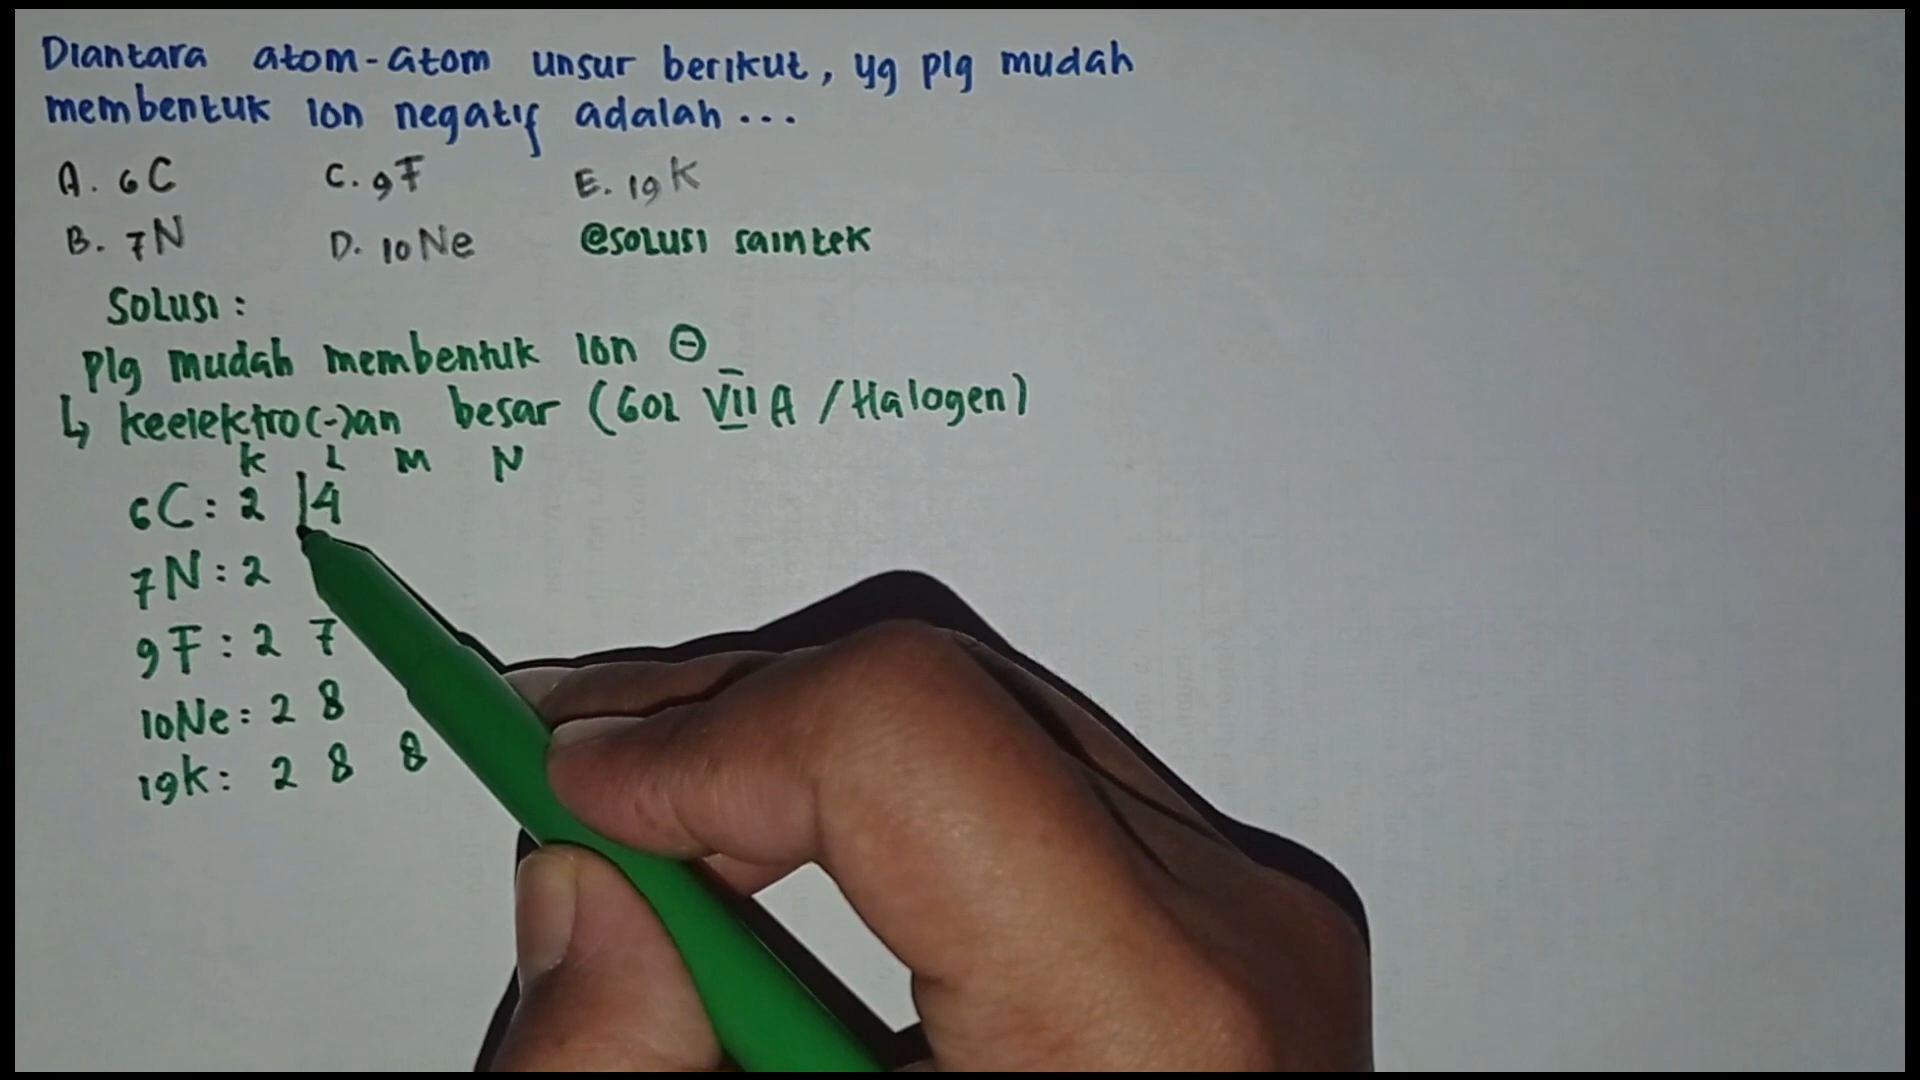 Diantara atom-atom unsur berikut, yg plg mudah
membentuk ion negatif adalah ...
A. 6C C. 9F E. 19K
B. 7N D. 10Ne @solusi saintek
Solusi :
Plg mudah membentuk ion ⊖
↳ keelektro(-)an besar (Gol VII A / Halogen)
K L M N
6C : 2 | 4
7N : 2
9F : 2 7
10Ne : 2 8
19K : 2 8 8